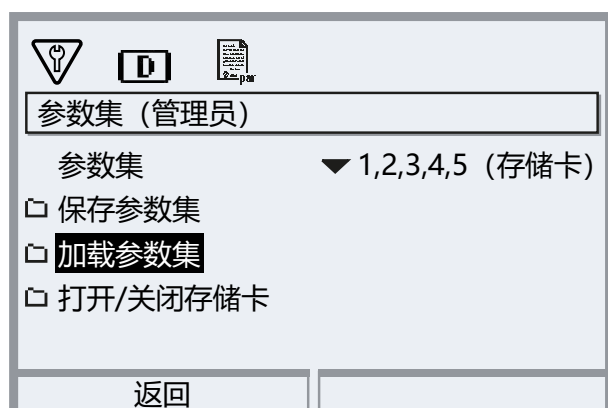 D
par
参数集（管理员）
参数集 1,2,3,4,5（存储卡）
保存参数集
加载参数集
打开/关闭存储卡
返回